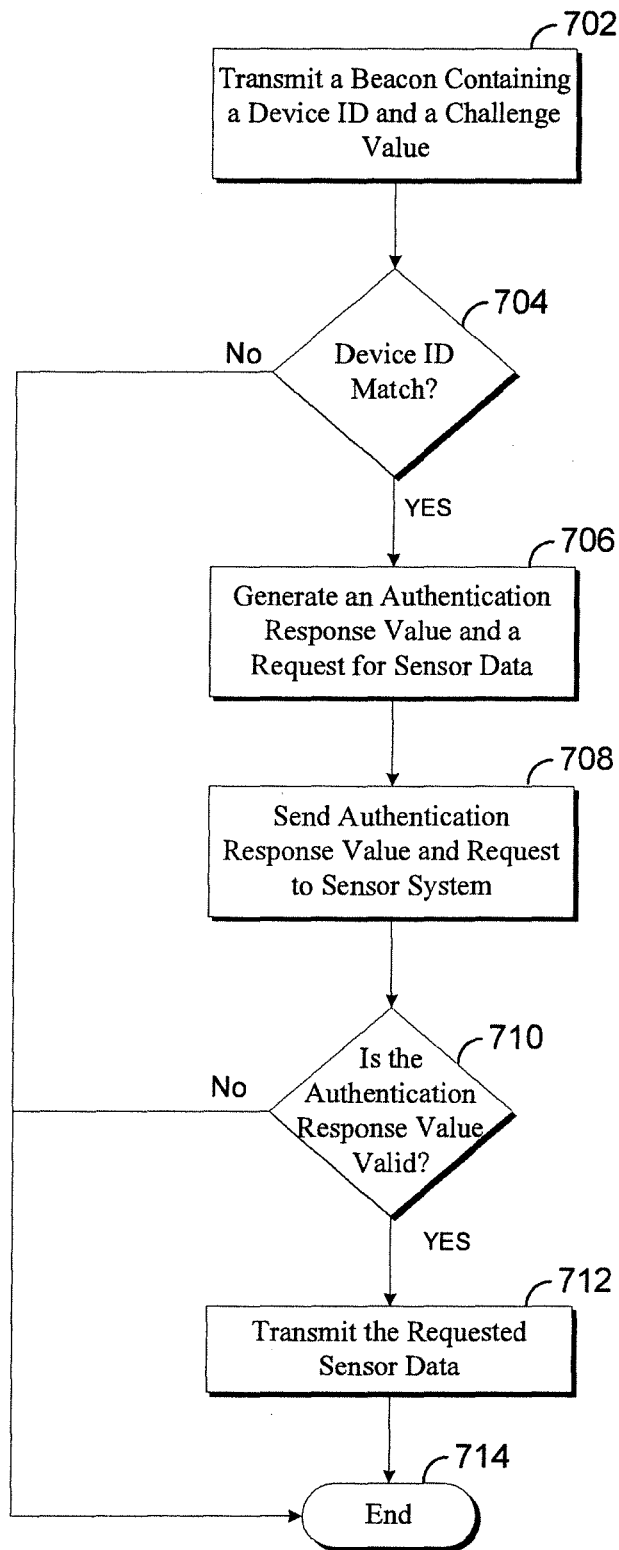 702
Transmit a Beacon Containing
a Device ID and a Challenge
Value
704
No
Device ID
Match?
YES
706
Generate an Authentication
Response Value and a
Request for Sensor Data
708
Send Authentication
Response Value and Request
to Sensor System
710
No
Is the
Authentication
Response Value
Valid?
YES
712
Transmit the Requested
Sensor Data
714
End